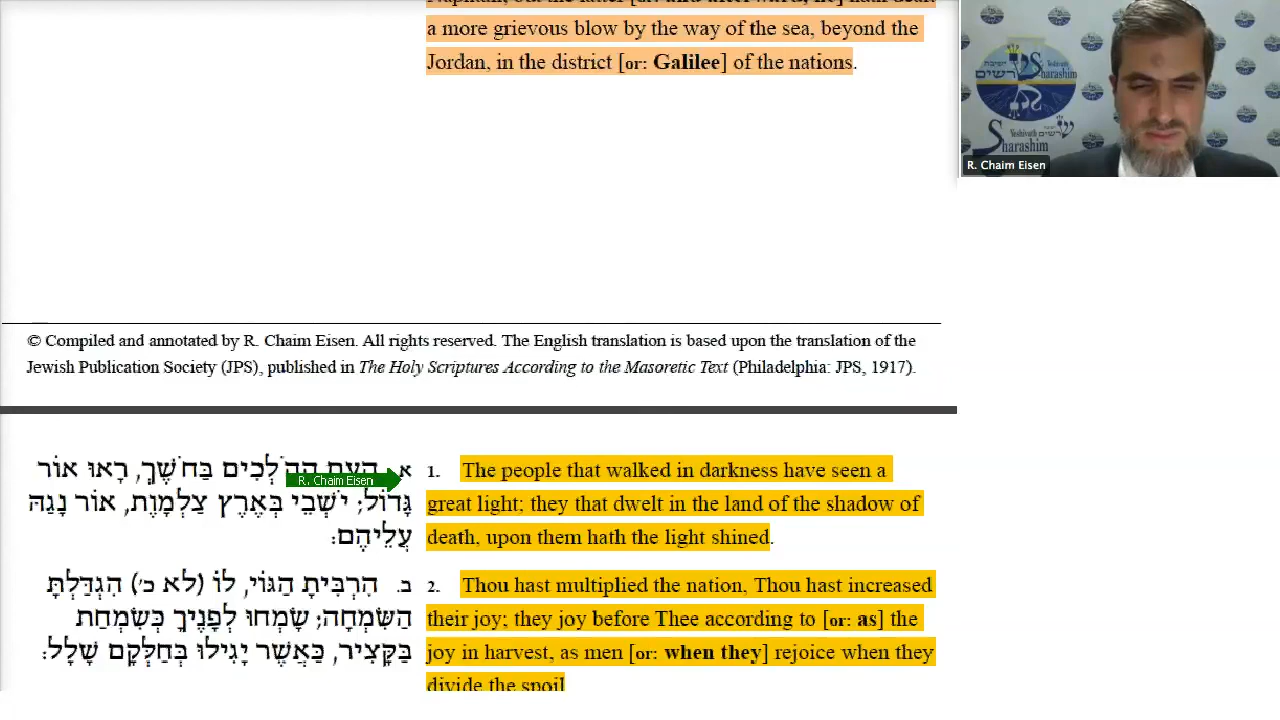 a more grievous blow by the way of the sea, beyond the
Jordan, in the district [or: Galilee] of the nations.
ישיבת
שרשים
Yeshivath
Sharashim
R. Chaim Eisen
© Compiled and annotated by R. Chaim Eisen. All rights reserved. The English translation is based upon the translation of the
Jewish Publication Society (JPS), published in The Holy Scriptures According to the Masoretic Text (Philadelphia: JPS, 1917).
א הָעָם הַהֹלְכִים בַּחֹשֶׁךְ, רָאוּ אוֹר
R. Chaim Eisen
גָּדוֹל; יֹשְׁבֵי בְּאֶרֶץ צַלְמָוֶת, אוֹר נָגַהּ
עֲלֵיהֶם:
1. The people that walked in darkness have seen a
great light; they that dwelt in the land of the shadow of
death, upon them hath the light shined.
ב. הִרְבִּיתָ הַגּוֹי, לוֹ (לא כ׳) הִגְדַּלְתָּ
הַשִּׂמְחָה; שָׂמְחוּ לְפָנֶיךָ כְּשִׂמְחַת
בַּקָּצִיר, כַּאֲשֶׁר יָגִילוּ בְּחַלְּקָם שָׁלָל:
2. Thou hast multiplied the nation, Thou hast increased
their joy; they joy before Thee according to [or: as] the
joy in harvest, as men [or: when they] rejoice when they
divide the spoil